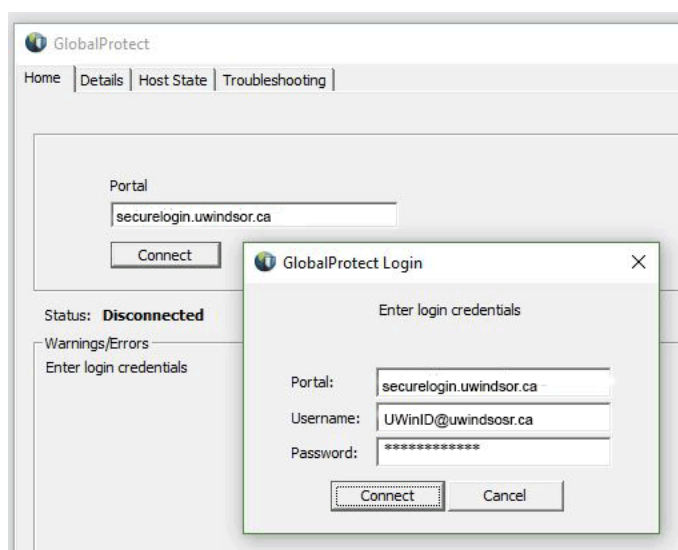 GlobalProtect
Home Details Host State Troubleshooting
Portal
securelogin.uwindsor.ca
Connect
Status: Disconnected
Warnings/Errors
Enter login credentials
GlobalProtect Login
Enter login credentials
Portal: securelogin.uwindsor.ca
Username: UWinID@uwindsosr.ca
Password: ************
Connect Cancel